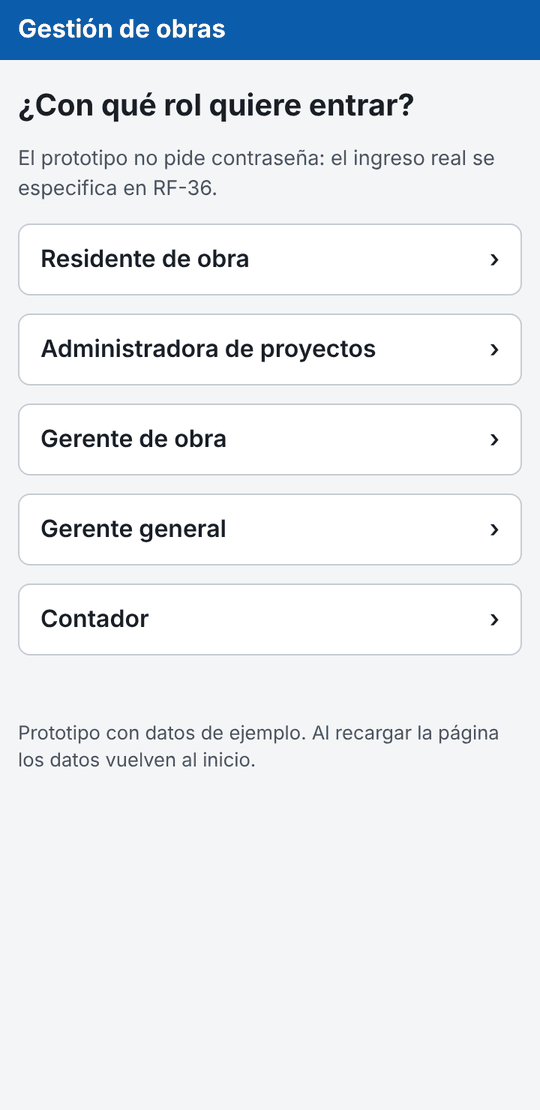 Gestión de obras
¿Con qué rol quiere entrar?
El prototipo no pide contraseña: el ingreso real se
especifica en RF-36.
Residente de obra ›
Administradora de proyectos ›
Gerente de obra ›
Gerente general ›
Contador ›
Prototipo con datos de ejemplo. Al recargar la página
los datos vuelven al inicio.